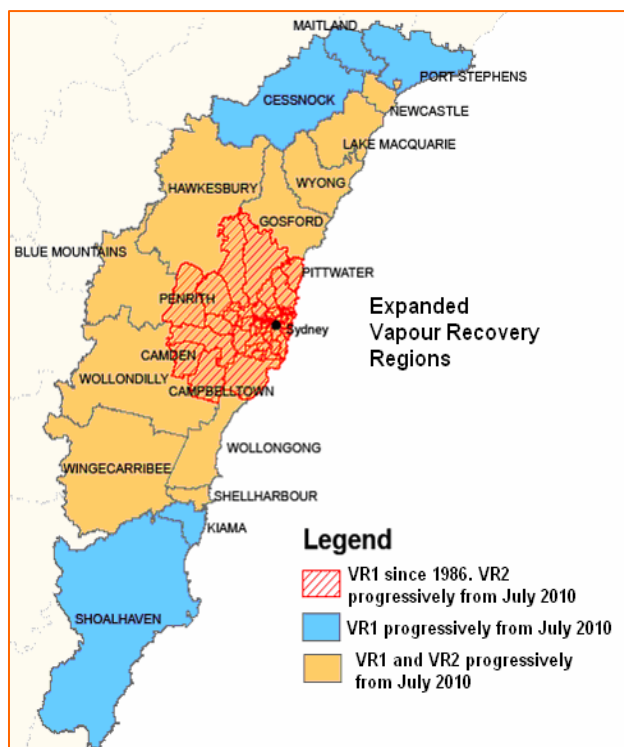 MAITLAND
PORT STEPHENS
CESSNOCK
NEWCASTLE
LAKE MACQUARIE
HAWKESBURY
WYONG
GOSFORD
BLUE MOUNTAINS
PITTWATER
PENRITH
Expanded
Vapour Recovery
Regions
Sydney
CAMDEN
WOLLONDILLY
CAMPBELLTOWN
WOLLONGONG
WINGECARRIBEE
SHELLHARBOUR
KIAMA
Legend
VR1 since 1986. VR2
progressively from July 2010
SHOALHAVEN
VR1 progressively from July 2010
VR1 and VR2 progressively
from July 2010